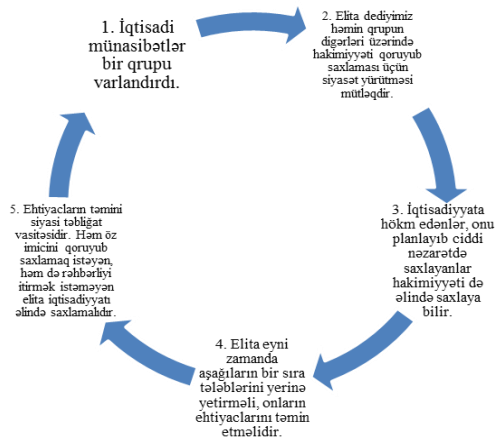 1. İqtisadi
münasibətlər
bir qrupu
varlandırdı.
2. Elita dediyimiz
həmin qrupun
digərləri üzərində
hakimiyyəti qoruyub
saxlaması üçün
siyasət yürütməsi
mütləqdir.
3. İqtisadiyyata
hökm edənlər, onu
planlayıb ciddi
nəzarətdə
saxlayanlar
hakimiyyəti də
əlində saxlaya
bilir.
4. Elita eyni
zamanda
aşağıların bir sıra
tələblərini yerinə
yetirməli, onların
ehtiyaclarını təmin
etməlidir.
5. Ehtiyacların təmini
siyasi təbliğat
vasitəsidir. Həm öz
imicini qoruyub
saxlamaq istəyən,
həm də rəhbərliyi
itirmək istəməyən
elita iqtisadiyyatı
əlində saxlamalıdır.